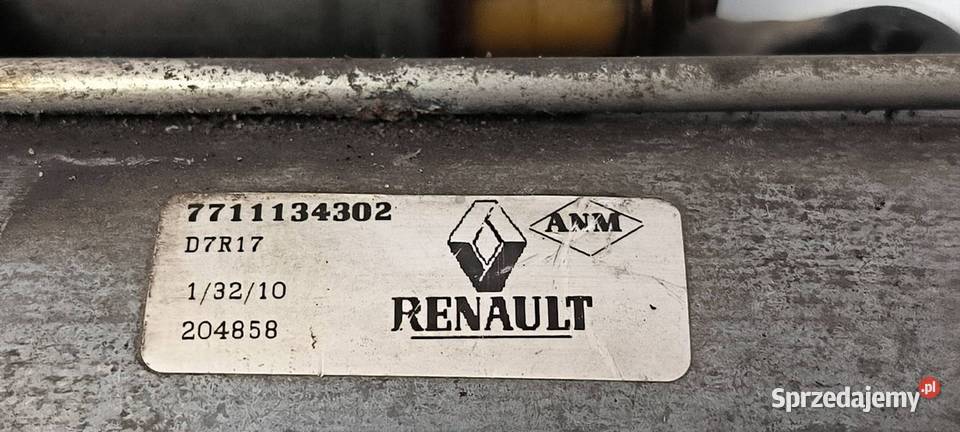 7711134302
ANM
D7R17
1/32/10
RENAULT
204858
Sprzedajemy.pl